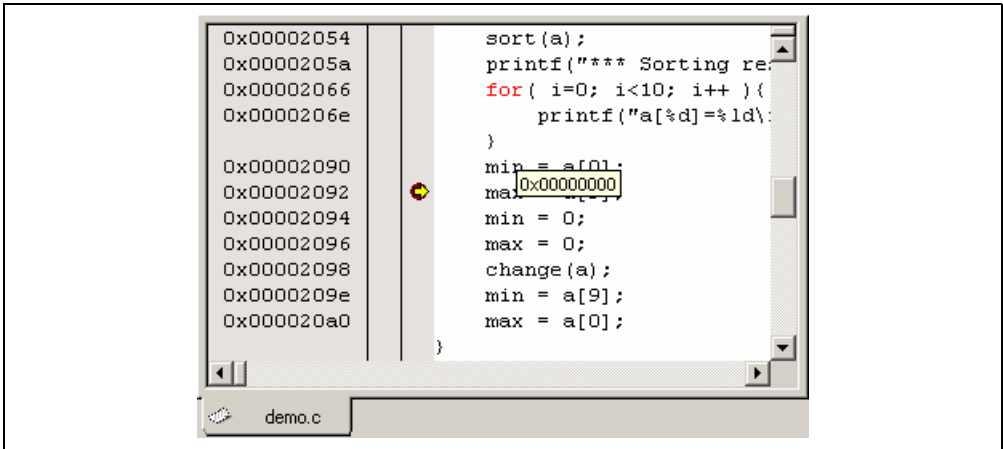 0x00002054 sort(a);
0x0000205a printf("*** Sorting re
0x00002066 for( i=0; i<10; i++ ){
0x0000206e printf("a[%d]=%ld\
}
0x00002090 min = a[0];
0x00002092 max
0x00000000
0x00002094 min = 0;
0x00002096 max = 0;
0x00002098 change(a);
0x0000209e min = a[9];
0x000020a0 max = a[0];
}
demo.c